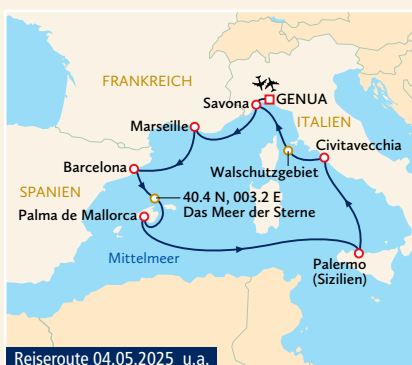 FRANKREICH
GENUA
Savona
ITALIEN
Marseille
Civitavecchia
Barcelona
Walschutzgebiet
SPANIEN
40.4 N, 003.2 E
Das Meer der Sterne
Palma de Mallorca
Mittelmeer
Palermo
(Sizilien)
Reiseroute 04.05.2025 u.a.